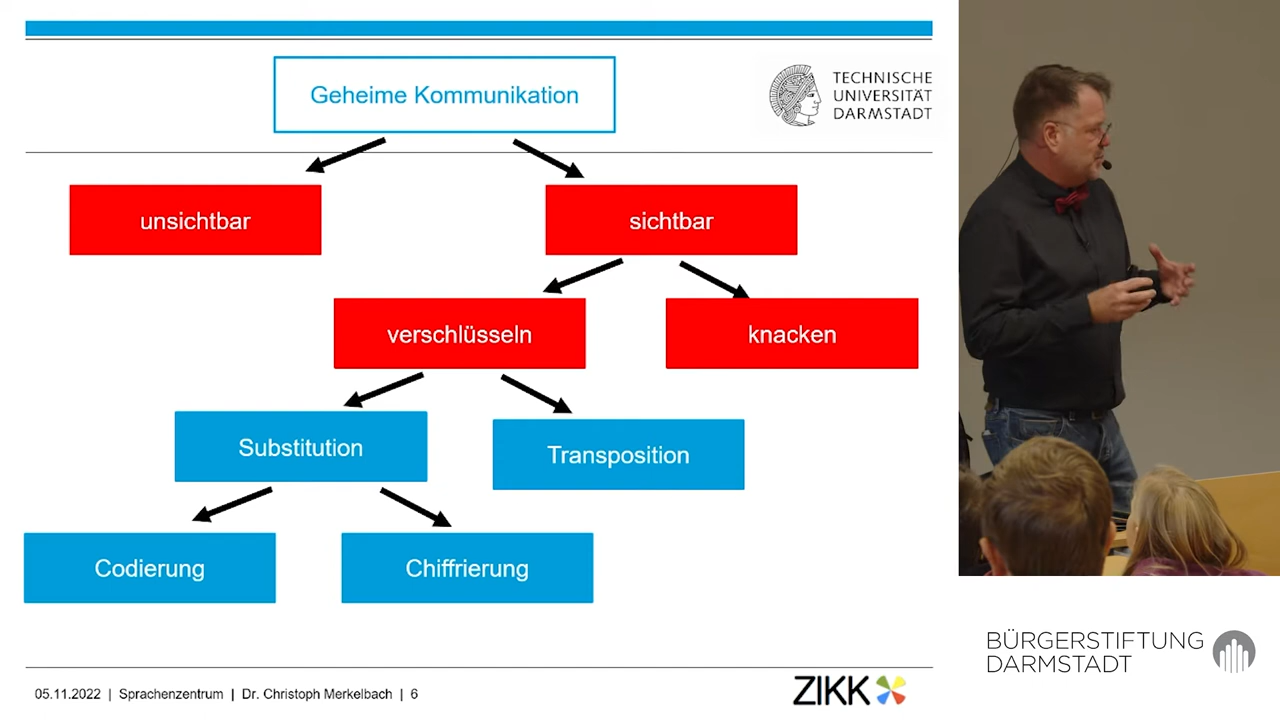 Geheime Kommunikation
TECHNISCHE
UNIVERSITÄT
DARMSTADT
unsichtbar
sichtbar
verschlüsseln
knacken
Substitution
Transposition
Codierung
Chiffrierung
05.11.2022 | Sprachenzentrum | Dr. Christoph Merkelbach | 6
ZIKK
BÜRGERSTIFTUNG
DARMSTADT